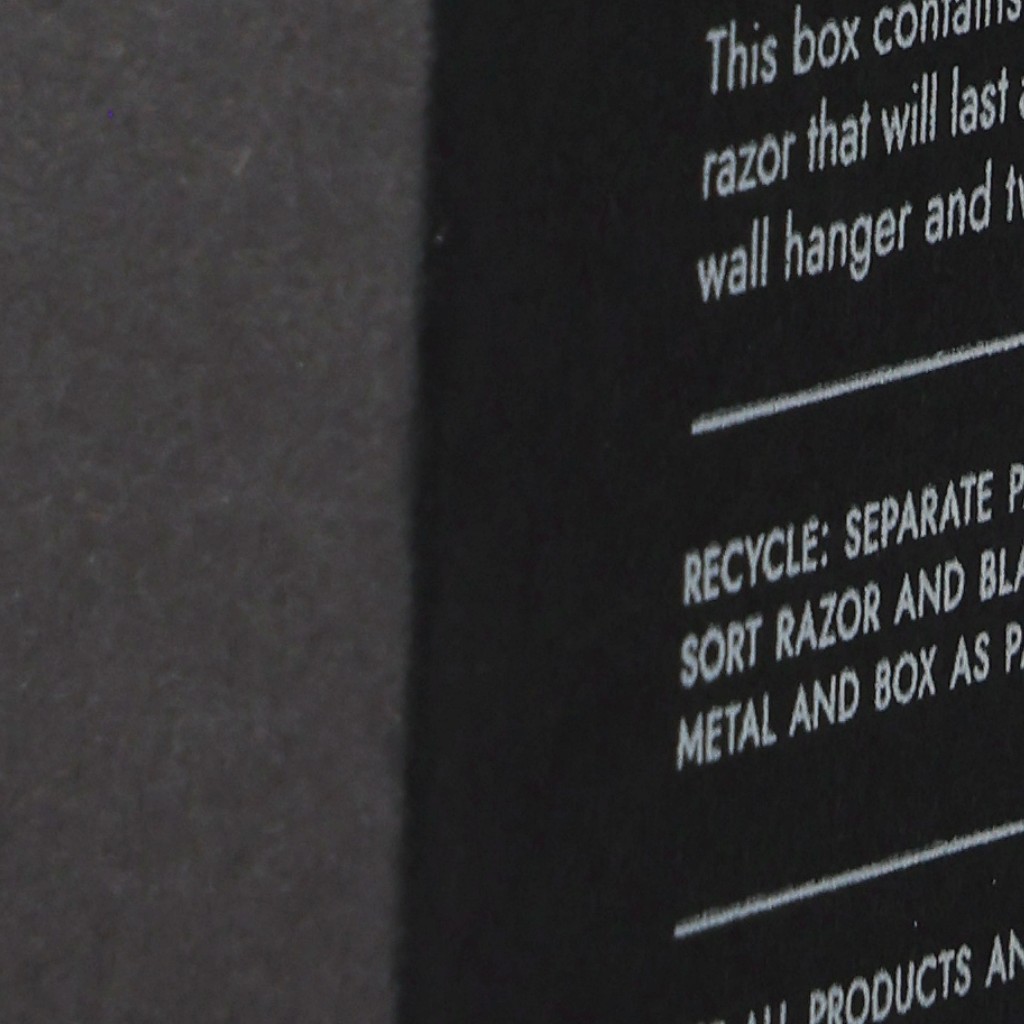 This box contains
razor that will last
wall hanger and
RECYCLE: SEPARATE
SORT RAZOR AND
METAL AND BOX AS
PRODUCTS